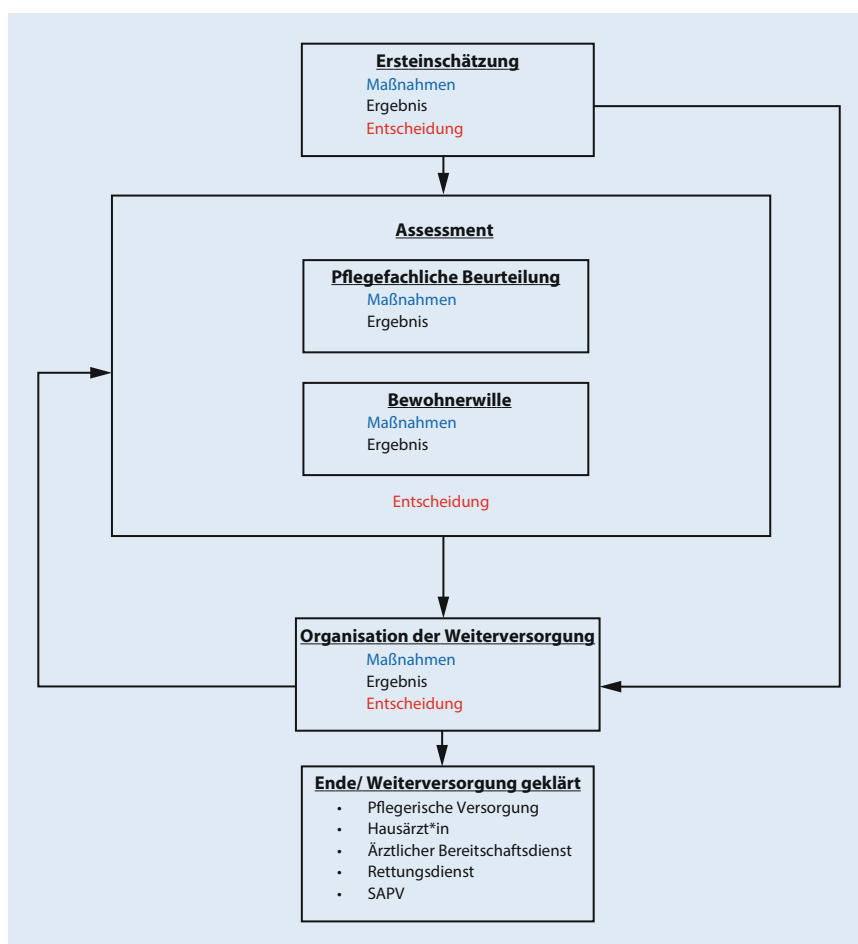 Ersteinschätzung
Maßnahmen
Ergebnis
Entscheidung
Assessment
Pflegefachliche Beurteilung
Maßnahmen
Ergebnis
Bewohnerwille
Maßnahmen
Ergebnis
Entscheidung
Organisation der Weiterversorgung
Maßnahmen
Ergebnis
Entscheidung
Ende/ Weiterversorgung geklärt
• Pflegerische Versorgung
• Hausärzt*in
• Ärztlicher Bereitschaftsdienst
• Rettungsdienst
• SAPV